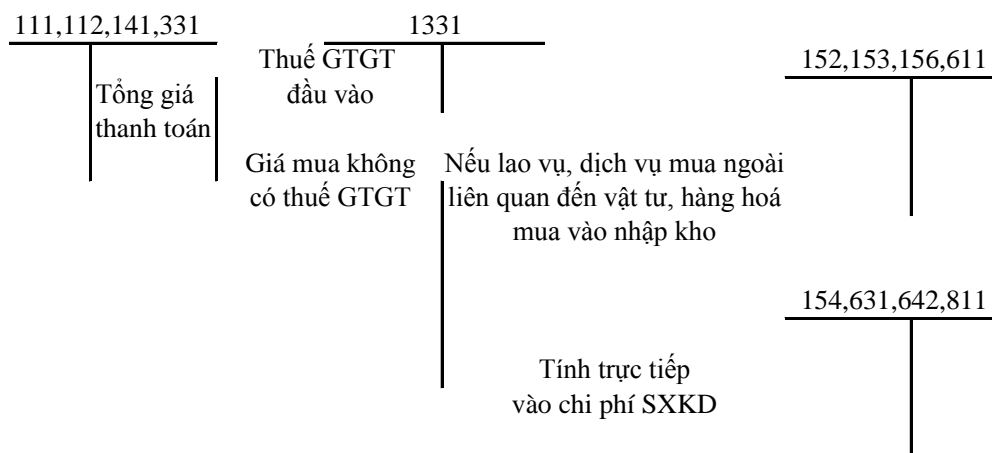 111,112,141,331
1331
Thuế GTGT
đầu vào
152,153,156,611
Tổng giá
thanh toán
Giá mua không
có thuế GTGT
Nếu lao vụ, dịch vụ mua ngoài
liên quan đến vật tư, hàng hoá
mua vào nhập kho
154,631,642,811
Tính trực tiếp
vào chi phí SXKD